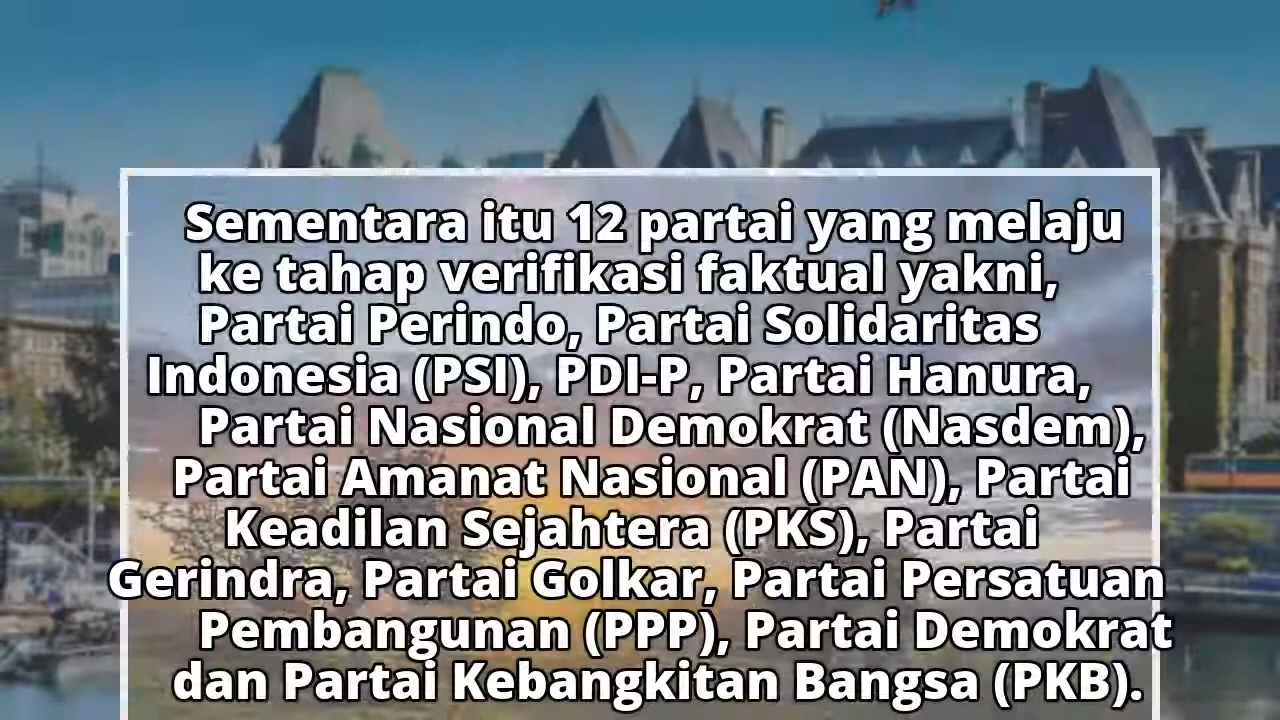 Sementara itu 12 partai yang melaju
ke tahap verifikasi faktual yakni,
Partai Perindo, Partai Solidaritas
Indonesia (PSI), PDI-P, Partai Hanura,
Partai Nasional Demokrat (Nasdem),
Partai Amanat Nasional (PAN), Partai
Keadilan Sejahtera (PKS), Partai
Gerindra, Partai Golkar, Partai Persatuan
Pembangunan (PPP), Partai Demokrat
dan Partai Kebangkitan Bangsa (PKB).